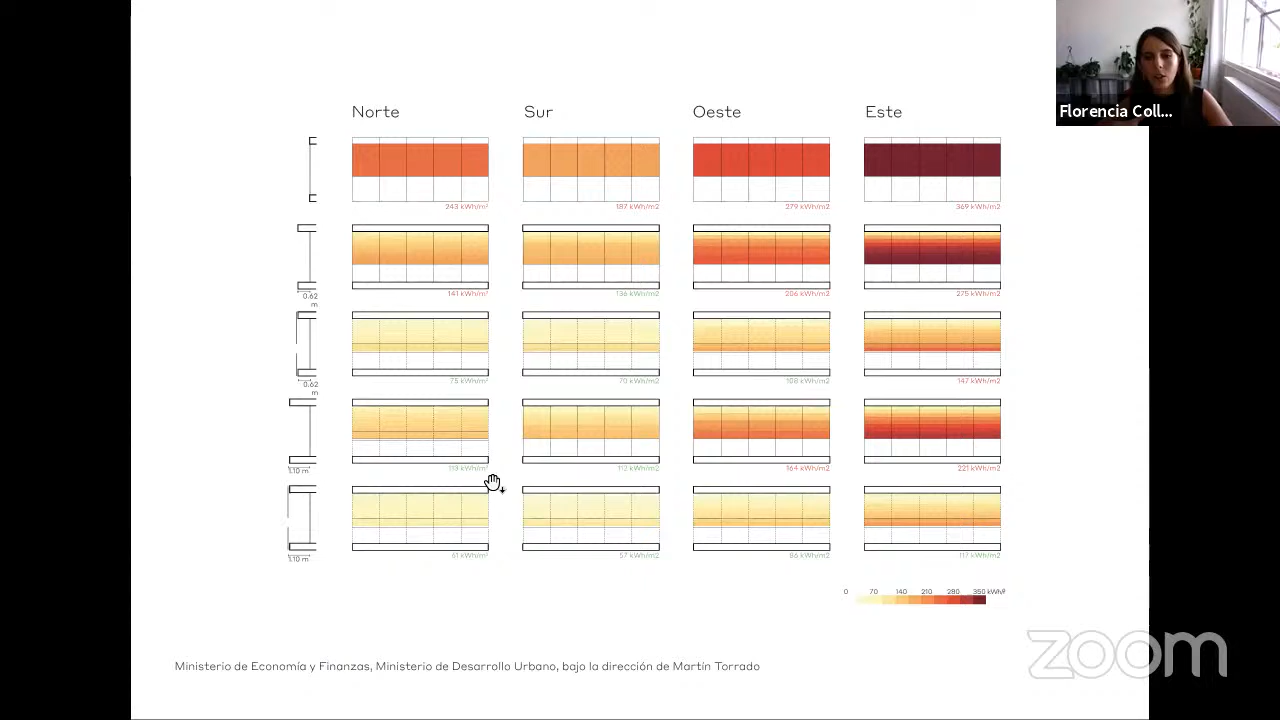 Florencia Coll...
Norte Sur Oeste Este
243 kWh/m² 187 kWh/m2 279 kWh/m2 369 kWh/m2
141 kWh/m² 136 kWh/m2 206 kWh/m2 275 kWh/m2
0.62
m
75 kWh/m² 70 kWh/m2 108 kWh/m2 147 kWh/m2
0.62
m
113 kWh/m² 112 kWh/m2 164 kWh/m2 221 kWh/m2
1.10 m
61 kWh/m² 57 kWh/m2 86 kWh/m2 117 kWh/m2
1.10 m
0 70 140 210 280 350
Ministerio de Economía y Finanzas, Ministerio de Desarrollo Urbano, bajo la dirección de Martín Torrado
zoom